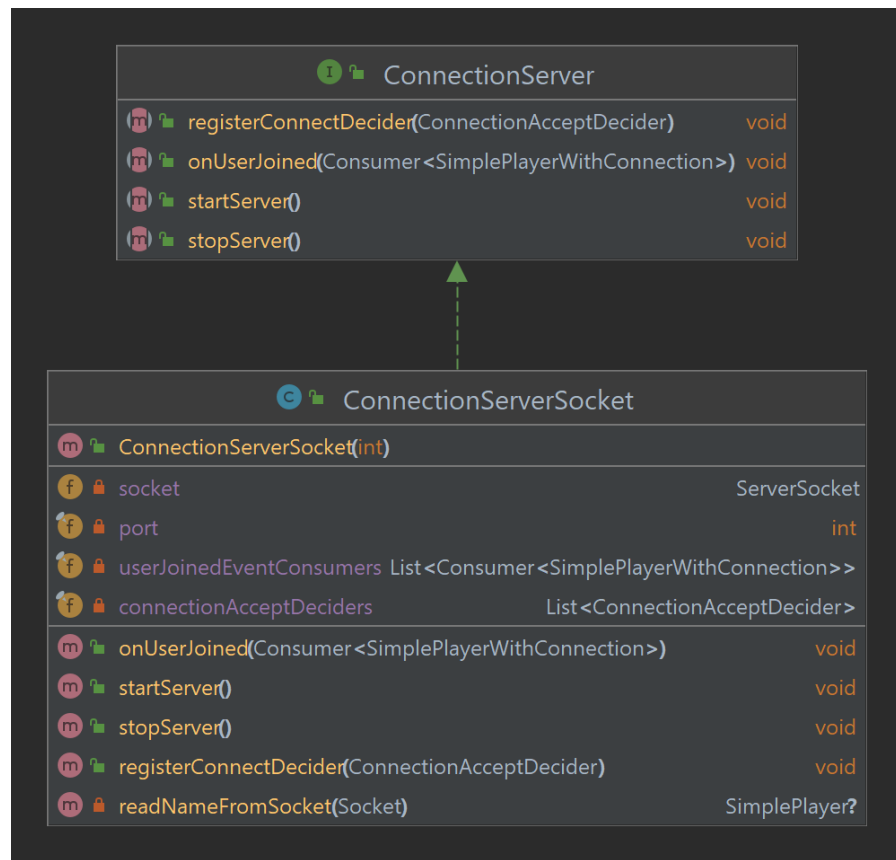 I ConnectionServer
m registerConnectDecider(ConnectionAcceptDecider) void
m onUserJoined(Consumer<SimplePlayerWithConnection>) void
m startServer() void
m stopServer() void
C ConnectionServerSocket
m ConnectionServerSocket(int)
f socket ServerSocket
f port int
f userJoinedEventConsumers List<Consumer<SimplePlayerWithConnection>>
f connectionAcceptDeciders List<ConnectionAcceptDecider>
m onUserJoined(Consumer<SimplePlayerWithConnection>) void
m startServer() void
m stopServer() void
m registerConnectDecider(ConnectionAcceptDecider) void
m readNameFromSocket(Socket) SimplePlayer?